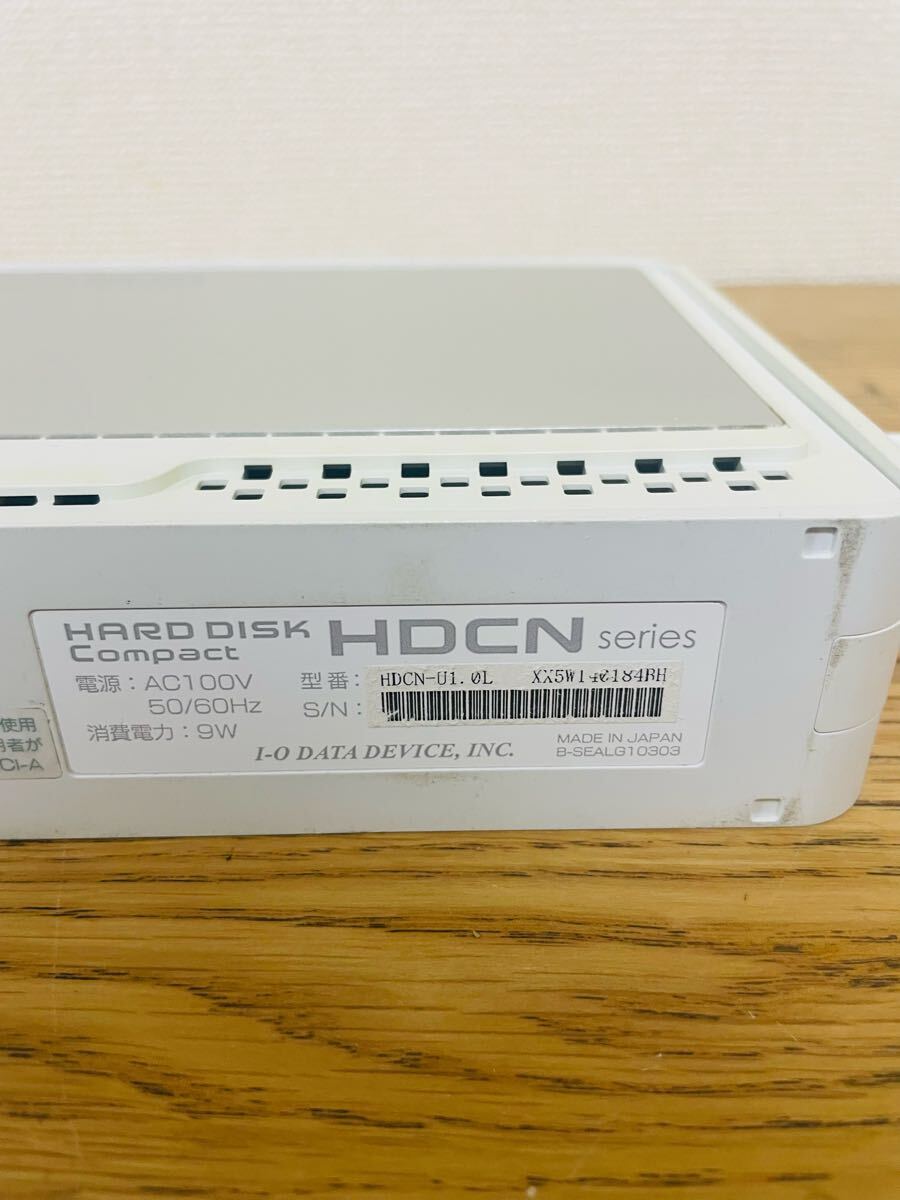 HARD DISK HDCN series
Compact
電源：AC100V
50/60Hz
消費電力：9W
型番：HDCN-U1.0L XX5W14C184RH
S/N：
I-O DATA DEVICE, INC.
MADE IN JAPAN
B-SEALG10303
使用
者が
CI-A